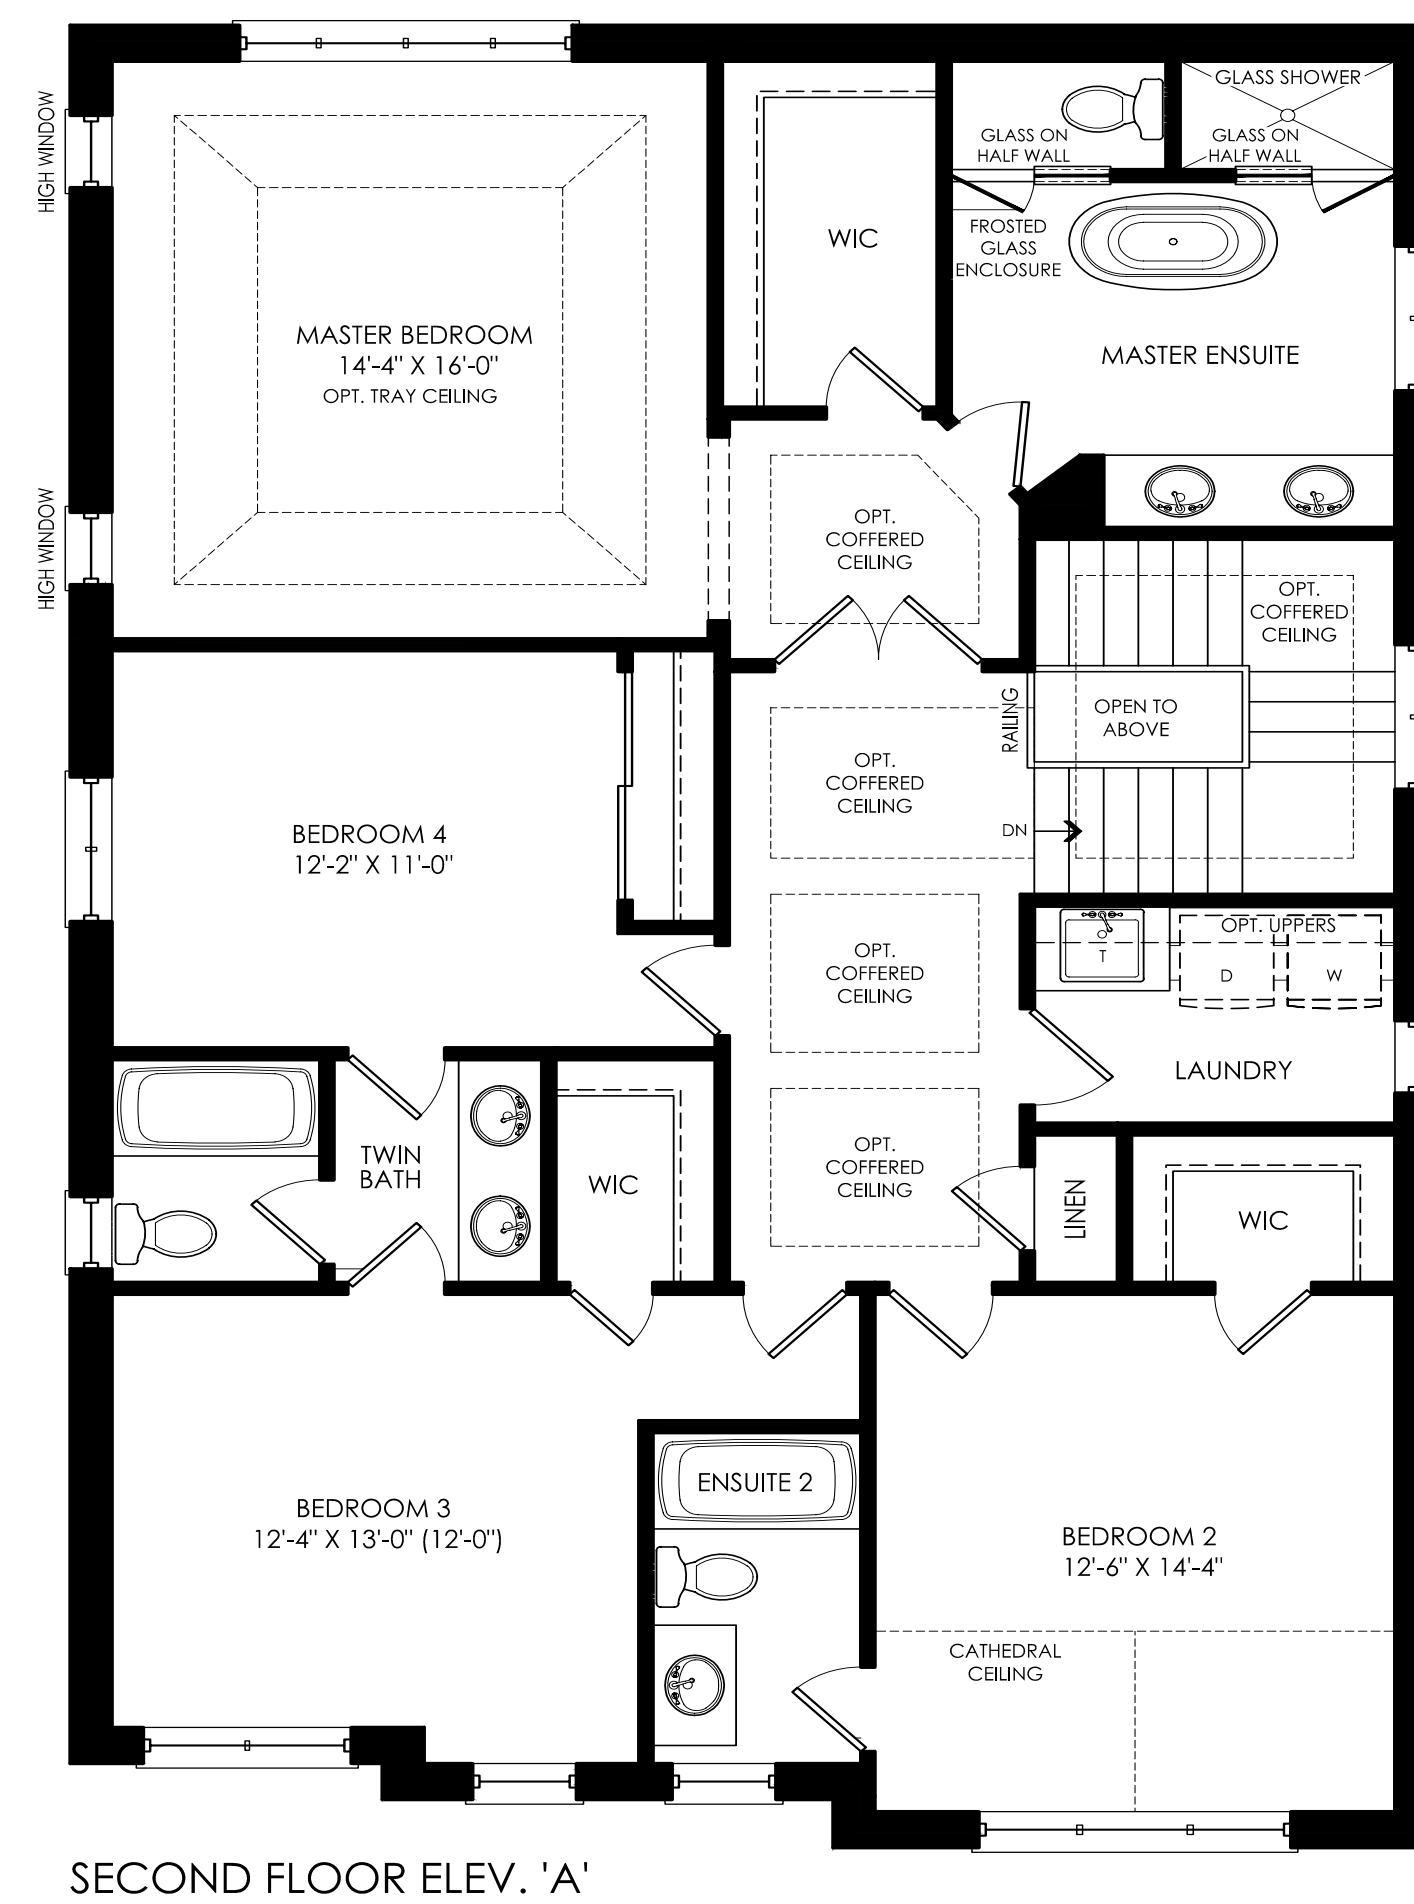 GLASS SHOWER
HIGH WINDOW
GLASS ON
HALF WALL
GLASS ON
HALF WALL
WIC
FROSTED
GLASS
ENCLOSURE
MASTER BEDROOM
14'-4" X 16'-0"
OPT. TRAY CEILING
MASTER ENSUITE
HIGH WINDOW
OPT.
COFFERED
CEILING
OPT.
COFFERED
CEILING
RAILING
OPEN TO
ABOVE
OPT.
COFFERED
CEILING
BEDROOM 4
12'-2" X 11'-0"
DN
OPT. UPPERS
T
D
W
OPT.
COFFERED
CEILING
LAUNDRY
TWIN
BATH
WIC
OPT.
COFFERED
CEILING
LINEN
WIC
ENSUITE 2
BEDROOM 3
12'-4" X 13'-0" (12'-0")
BEDROOM 2
12'-6" X 14'-4"
CATHEDRAL
CEILING
SECOND FLOOR ELEV. 'A'